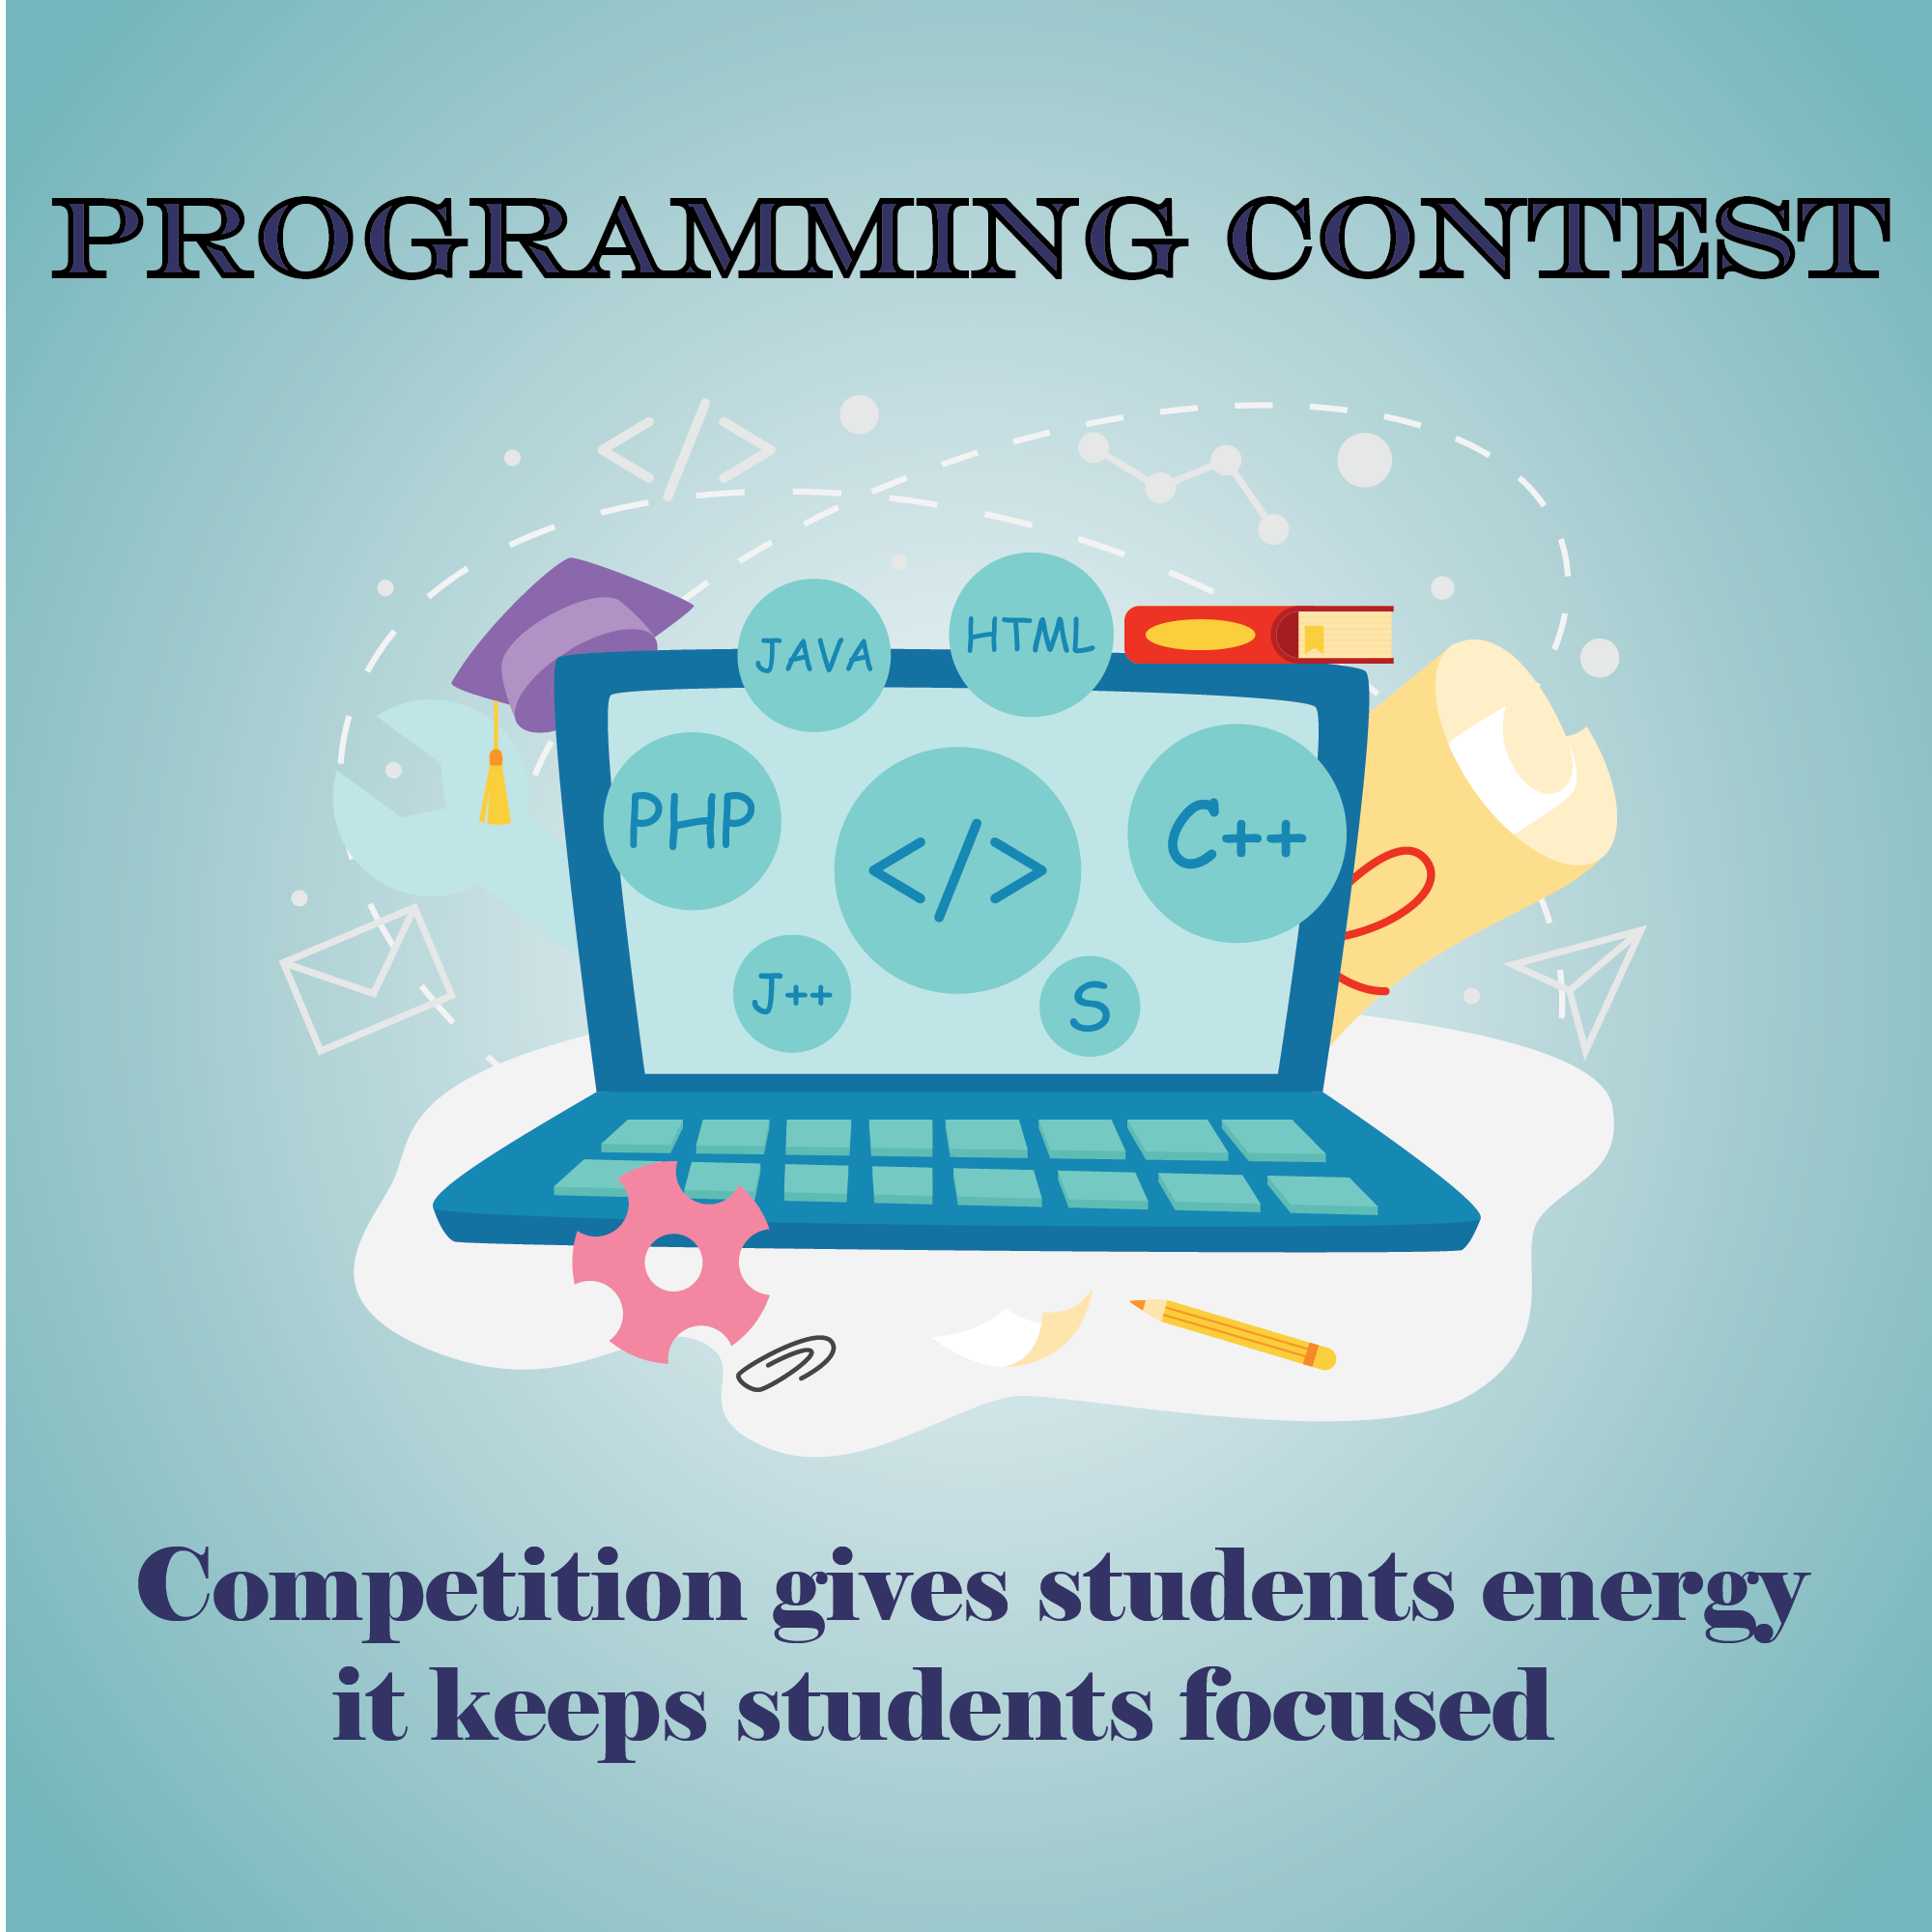 PROGRAMMING CONTEST
</>
JAVA
HTML
PHP
</>
C++
J++
S
Competition gives students energy
it keeps students focused